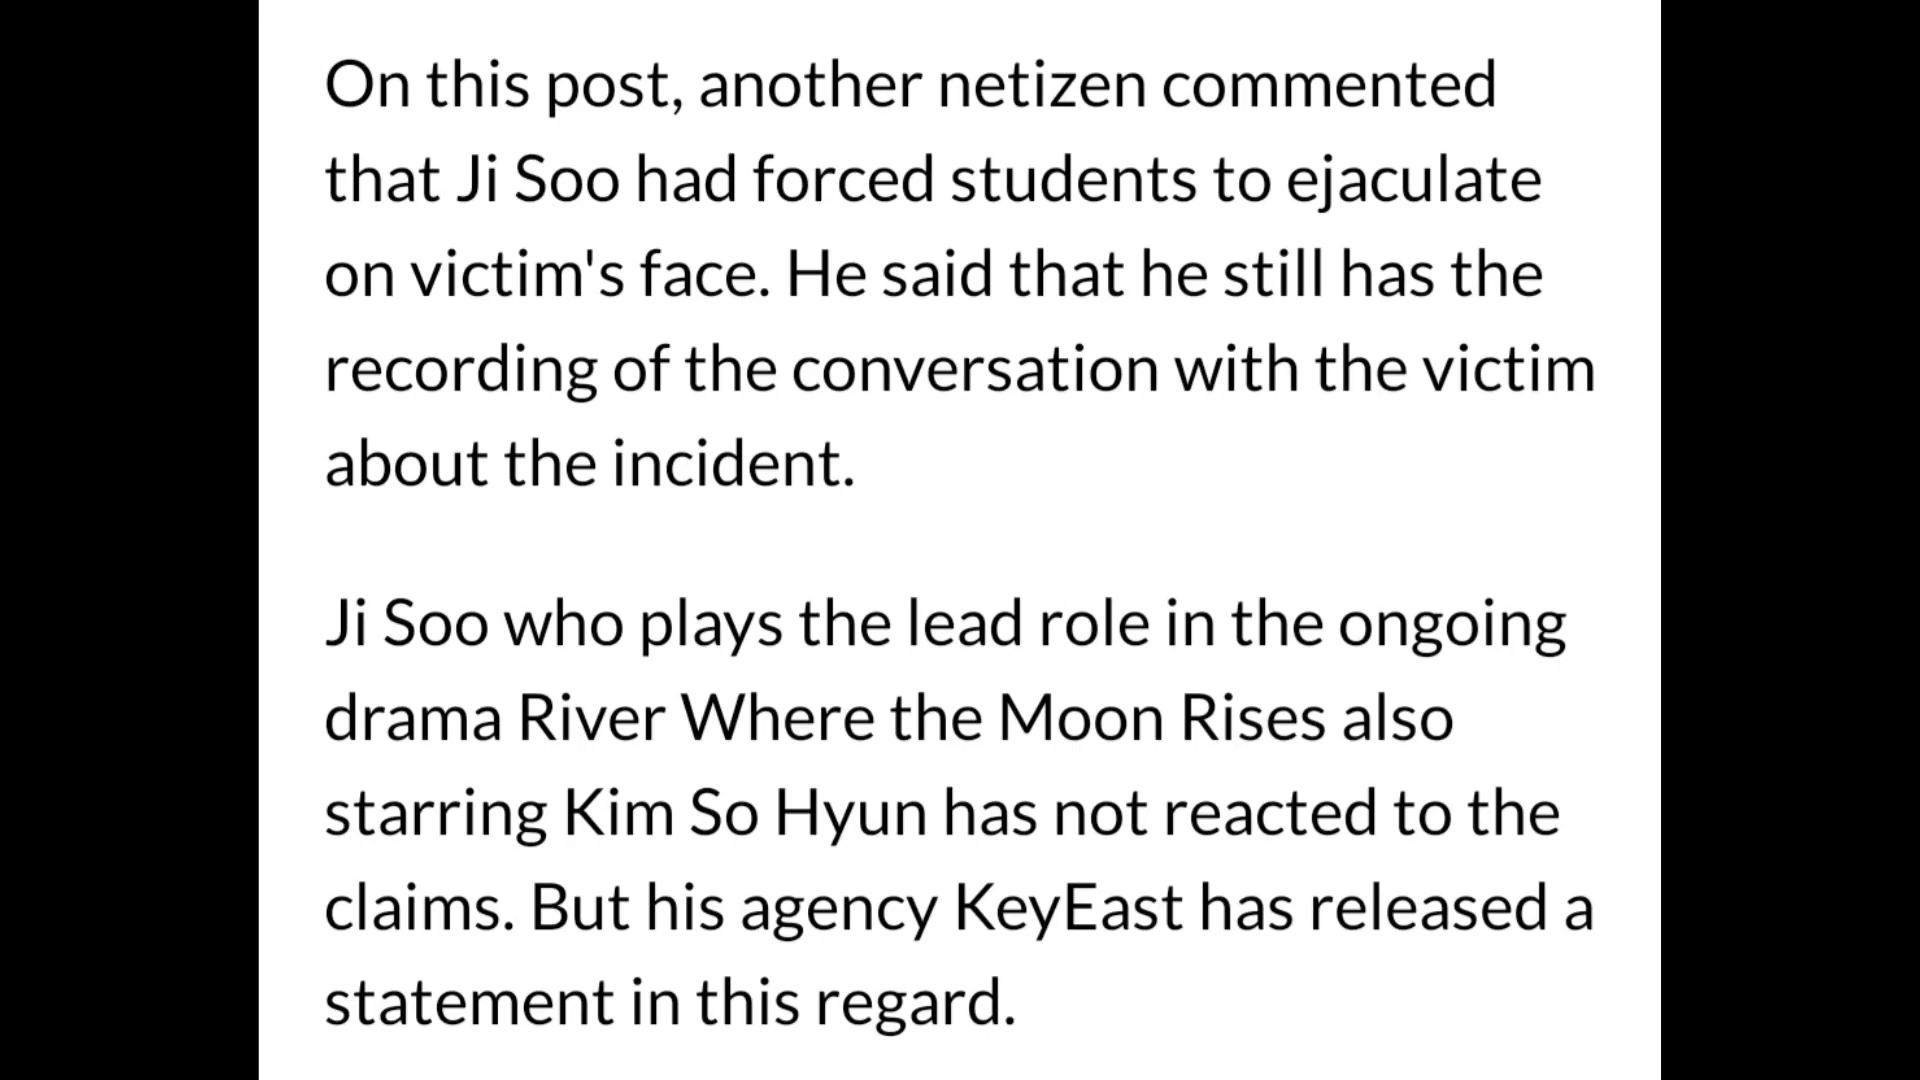 On this post, another netizen commented
that Ji Soo had forced students to ejaculate
on victim's face. He said that he still has the
recording of the conversation with the victim
about the incident.
Ji Soo who plays the lead role in the ongoing
drama River Where the Moon Rises also
starring Kim So Hyun has not reacted to the
claims. But his agency KeyEast has released a
statement in this regard.